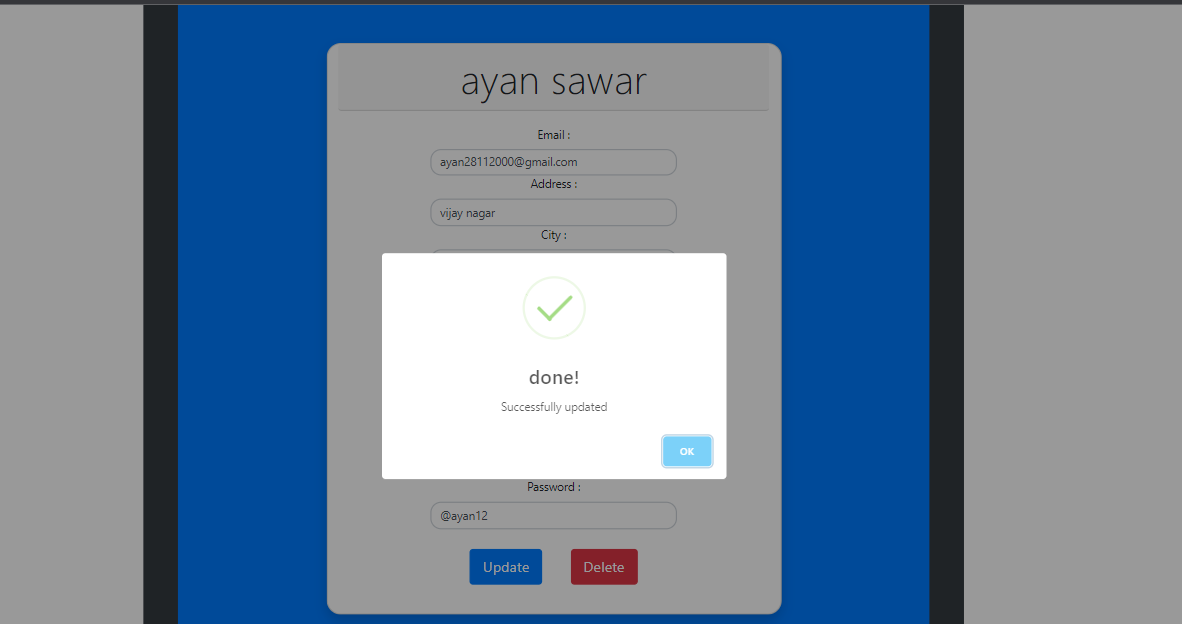 ayan sawar
Email :
ayan28112000@gmail.com
Address :
vijay nagar
City :
done!
Successfully updated
OK
Password :
@ayan12
Update
Delete